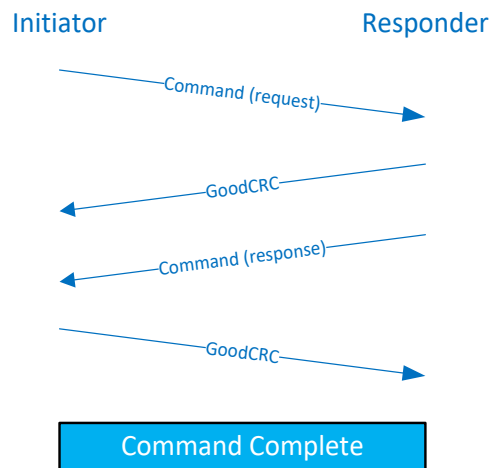 Initiator
Responder
Command (request)
GoodCRC
Command (response)
GoodCRC
Command Complete